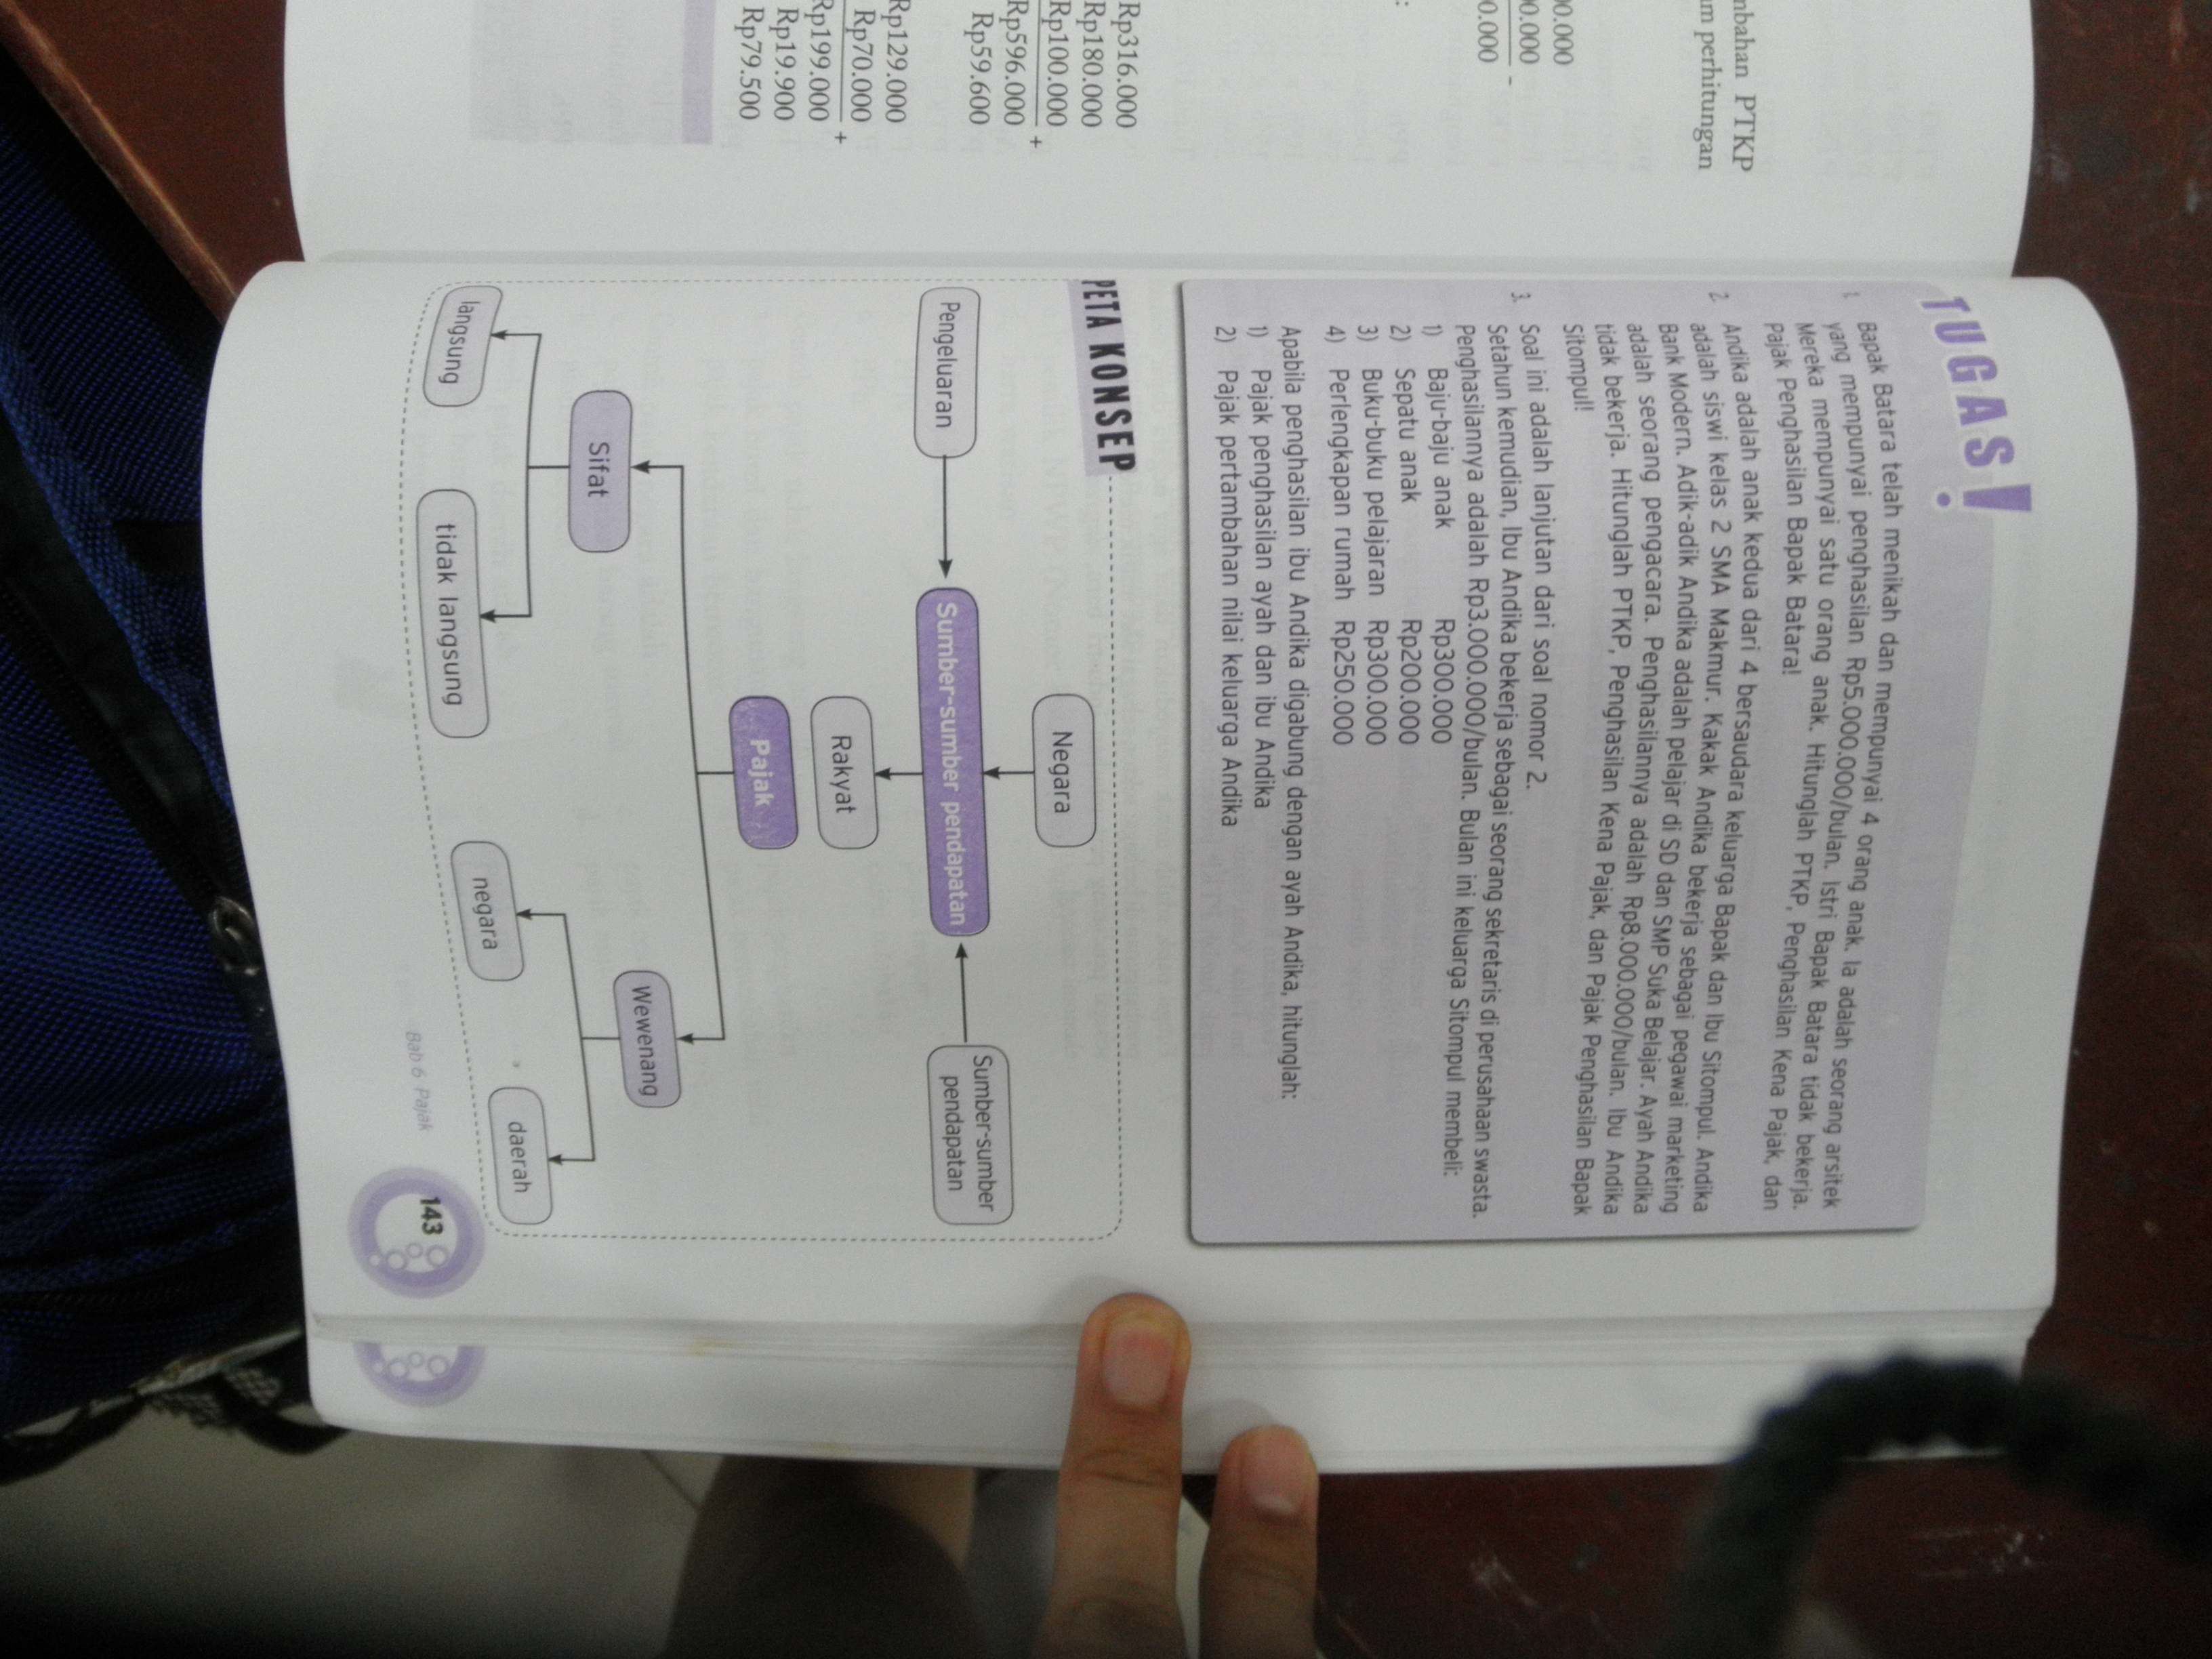 TUGAS!
1. Bapak Batara telah menikah dan mempunyai 4 orang anak. Ia adalah seorang arsitek
yang mempunyai penghasilan Rp5.000.000/bulan. Istri Bapak Batara tidak bekerja.
Mereka mempunyai satu orang anak. Hitunglah PTKP, Penghasilan Kena Pajak, dan
Pajak Penghasilan Bapak Batara!
2. Andika adalah anak kedua dari 4 bersaudara keluarga Bapak dan Ibu Sitompul. Andika
adalah siswi kelas 2 SMA Makmur. Kakak Andika bekerja sebagai pegawai marketing
Bank Modern. Adik-adik Andika adalah pelajar di SD dan SMP Suka Belajar. Ayah Andika
adalah seorang pengacara. Penghasilannya adalah Rp8.000.000/bulan. Ibu Andika
tidak bekerja. Hitunglah PTKP, Penghasilan Kena Pajak, dan Pajak Penghasilan Bapak
Sitompul!
3. Soal ini adalah lanjutan dari soal nomor 2.
Setahun kemudian, Ibu Andika bekerja sebagai seorang sekretaris di perusahaan swasta.
Penghasilannya adalah Rp3.000.000/bulan. Bulan ini keluarga Sitompul membeli:
1) Baju-baju anak Rp300.000
2) Sepatu anak Rp200.000
3) Buku-buku pelajaran Rp300.000
4) Perlengkapan rumah Rp250.000
Apabila penghasilan ibu Andika digabung dengan ayah Andika, hitunglah:
1) Pajak penghasilan ayah dan ibu Andika
2) Pajak pertambahan nilai keluarga Andika
PETA KONSEP
Negara
Pengeluaran
Sumber-sumber pendapatan
Sumber-sumber
pendapatan
Rakyat
Pajak
Sifat
Wewenang
langsung
tidak langsung
negara
daerah
Bab 6 Pajak
143
PTKP
perhitungan
Rp316.000
Rp180.000
Rp100.000
+
Rp596.000
Rp59.600
Rp129.000
Rp70.000
+
Rp199.000
Rp19.900
Rp79.500